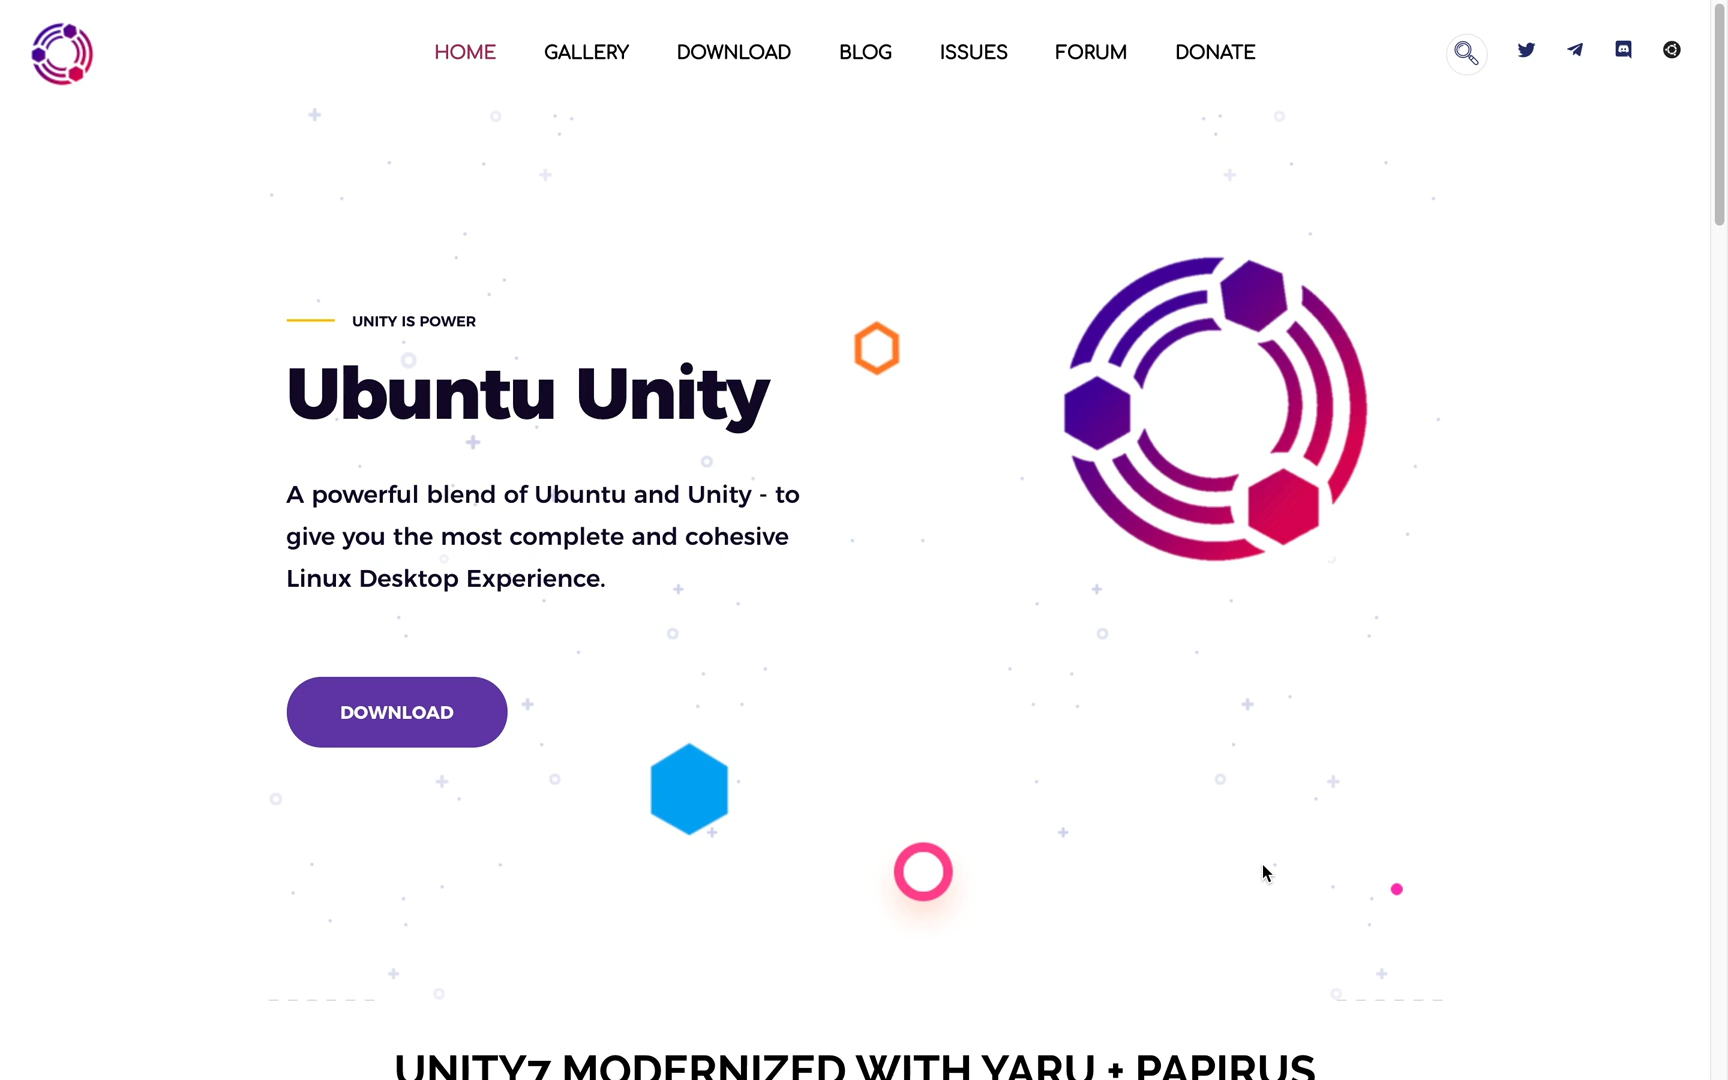 HOME GALLERY DOWNLOAD BLOG ISSUES FORUM DONATE
UNITY IS POWER
Ubuntu Unity
A powerful blend of Ubuntu and Unity - to
give you the most complete and cohesive
Linux Desktop Experience.
DOWNLOAD
UNITY7 MODERNIZED WITH YARU + PAPIRUS